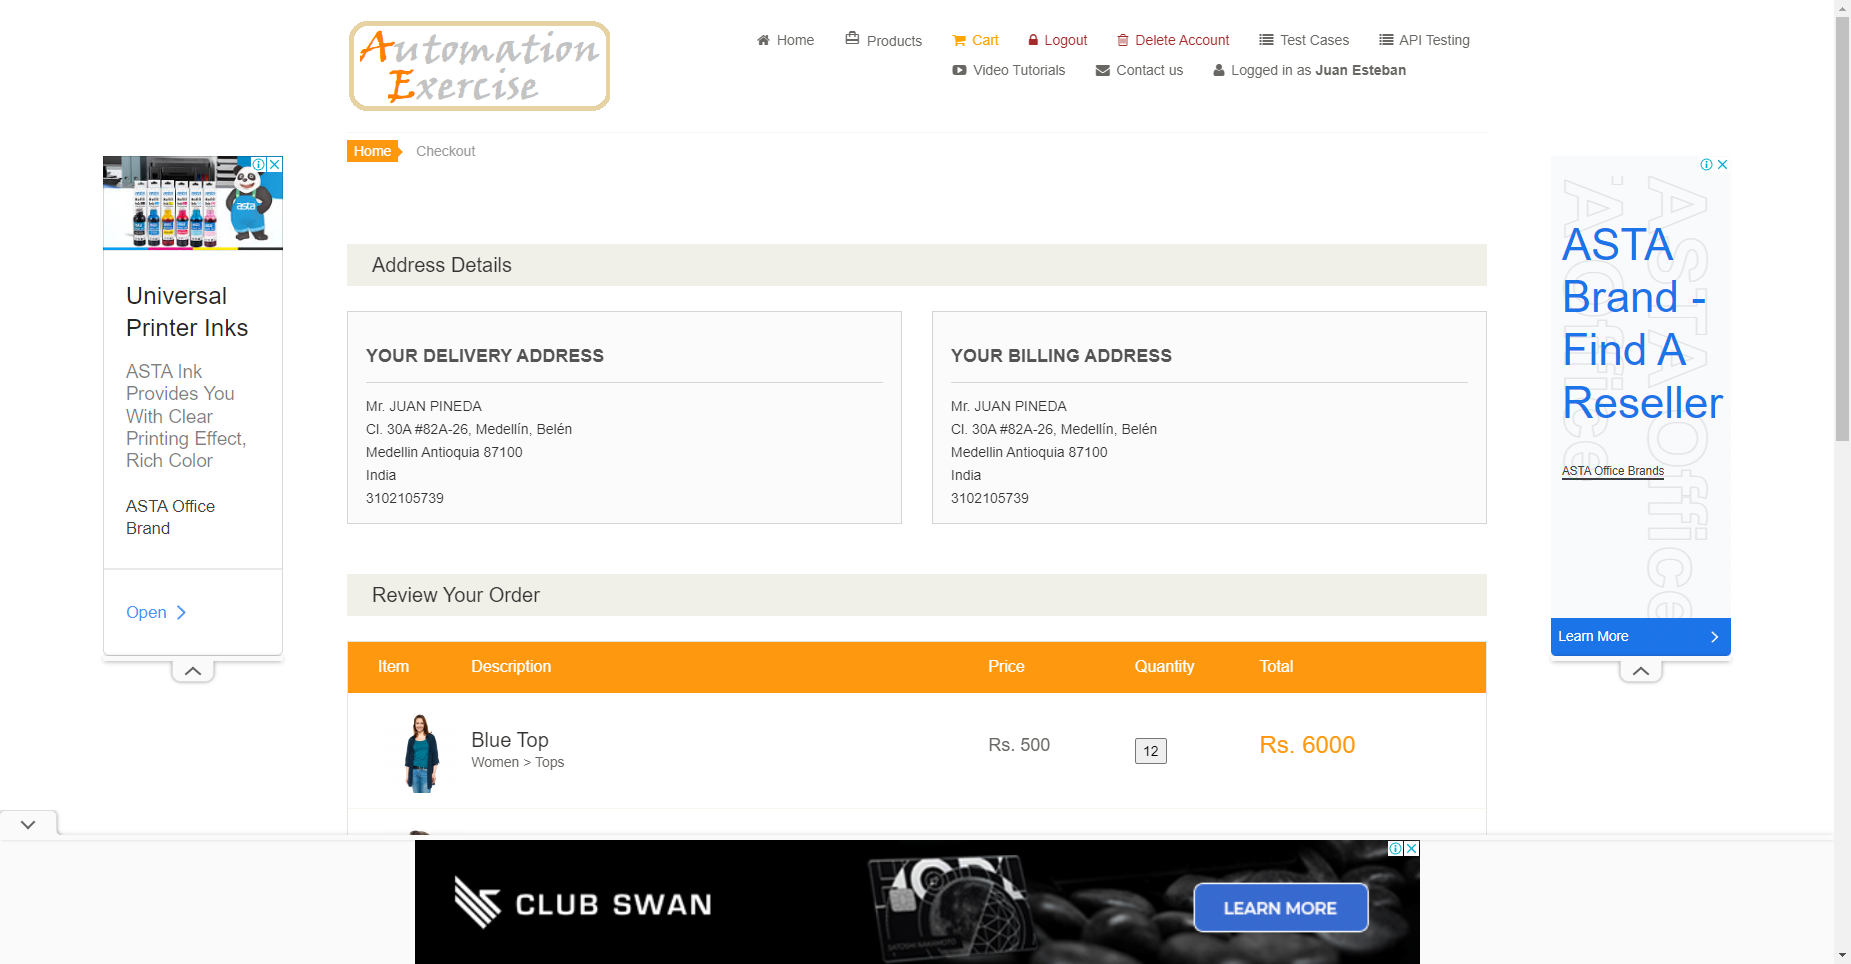 Automation
Exercise
Home
Products
Cart
Logout
Delete Account
Test Cases
API Testing
Video Tutorials
Contact us
Logged in as Juan Esteban
Home
Checkout
Universal
Printer Inks
ASTA Ink
Provides You
With Clear
Printing Effect,
Rich Color
ASTA Office
Brand
Open
Address Details
YOUR DELIVERY ADDRESS
Mr. JUAN PINEDA
Cl. 30A #82A-26, Medellín, Belén
Medellin Antioquia 87100
India
3102105739
YOUR BILLING ADDRESS
Mr. JUAN PINEDA
Cl. 30A #82A-26, Medellín, Belén
Medellin Antioquia 87100
India
3102105739
ASTA
Brand -
Find A
Reseller
ASTA Office Brands
Learn More
Review Your Order
Item Description Price Quantity Total
Blue Top
Women > Tops
Rs. 500
12
Rs. 6000
CLUB SWAN
SATOSHI NAKAMOTO
LEARN MORE